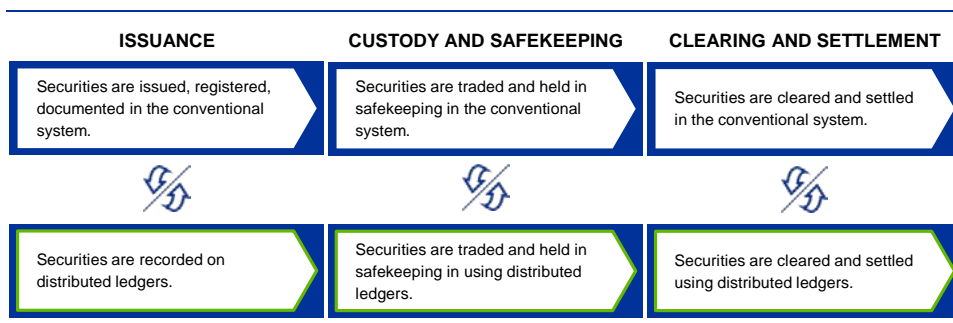 ISSUANCE
CUSTODY AND SAFEKEEPING
CLEARING AND SETTLEMENT
Securities are issued, registered,
documented in the conventional
system.
Securities are traded and held in
safekeeping in the conventional
system.
Securities are cleared and settled
in the conventional system.
Securities are recorded on
distributed ledgers.
Securities are traded and held in
safekeeping in using distributed
ledgers.
Securities are cleared and settled
using distributed ledgers.